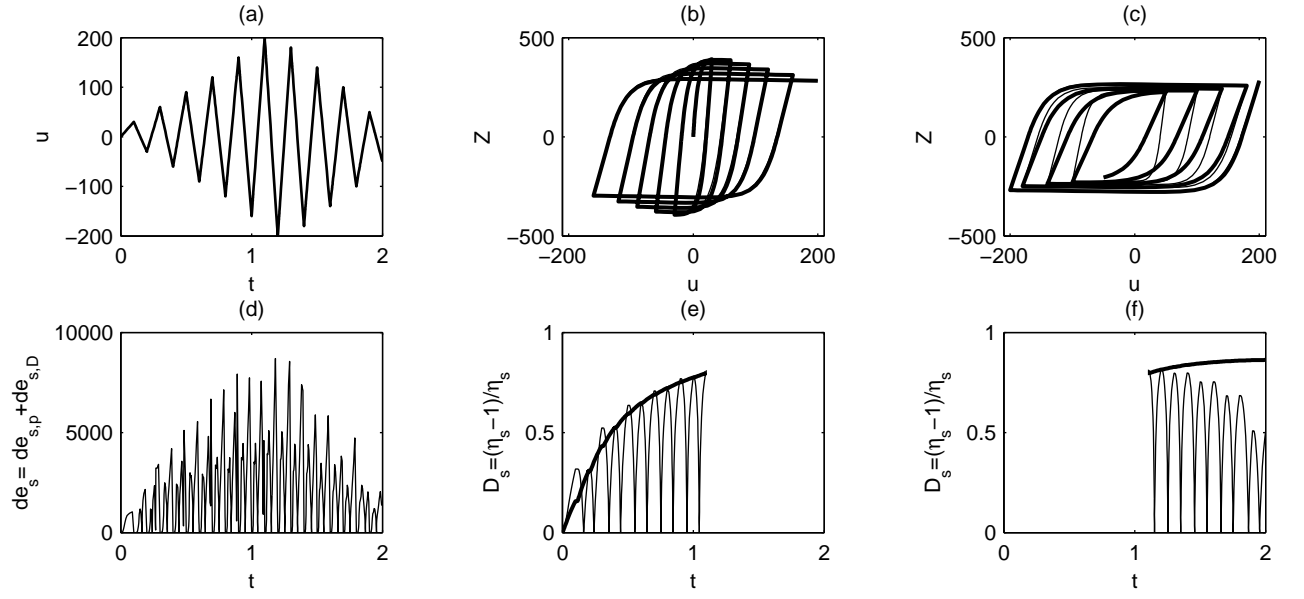 (a)
200
100
0
−100
−200
u
0
1
2
t
(b)
500
0
−500
Z
−200
0
200
u
(c)
500
0
−500
Z
−200
0
200
u
(d)
10000
5000
0
de_s = de_{s,p}+de_{s,D}
0
1
2
t
(e)
1
0.5
0
D_s=(η_s−1)/η_s
0
1
2
t
(f)
1
0.5
0
D_s=(η_s−1)/η_s
0
1
2
t